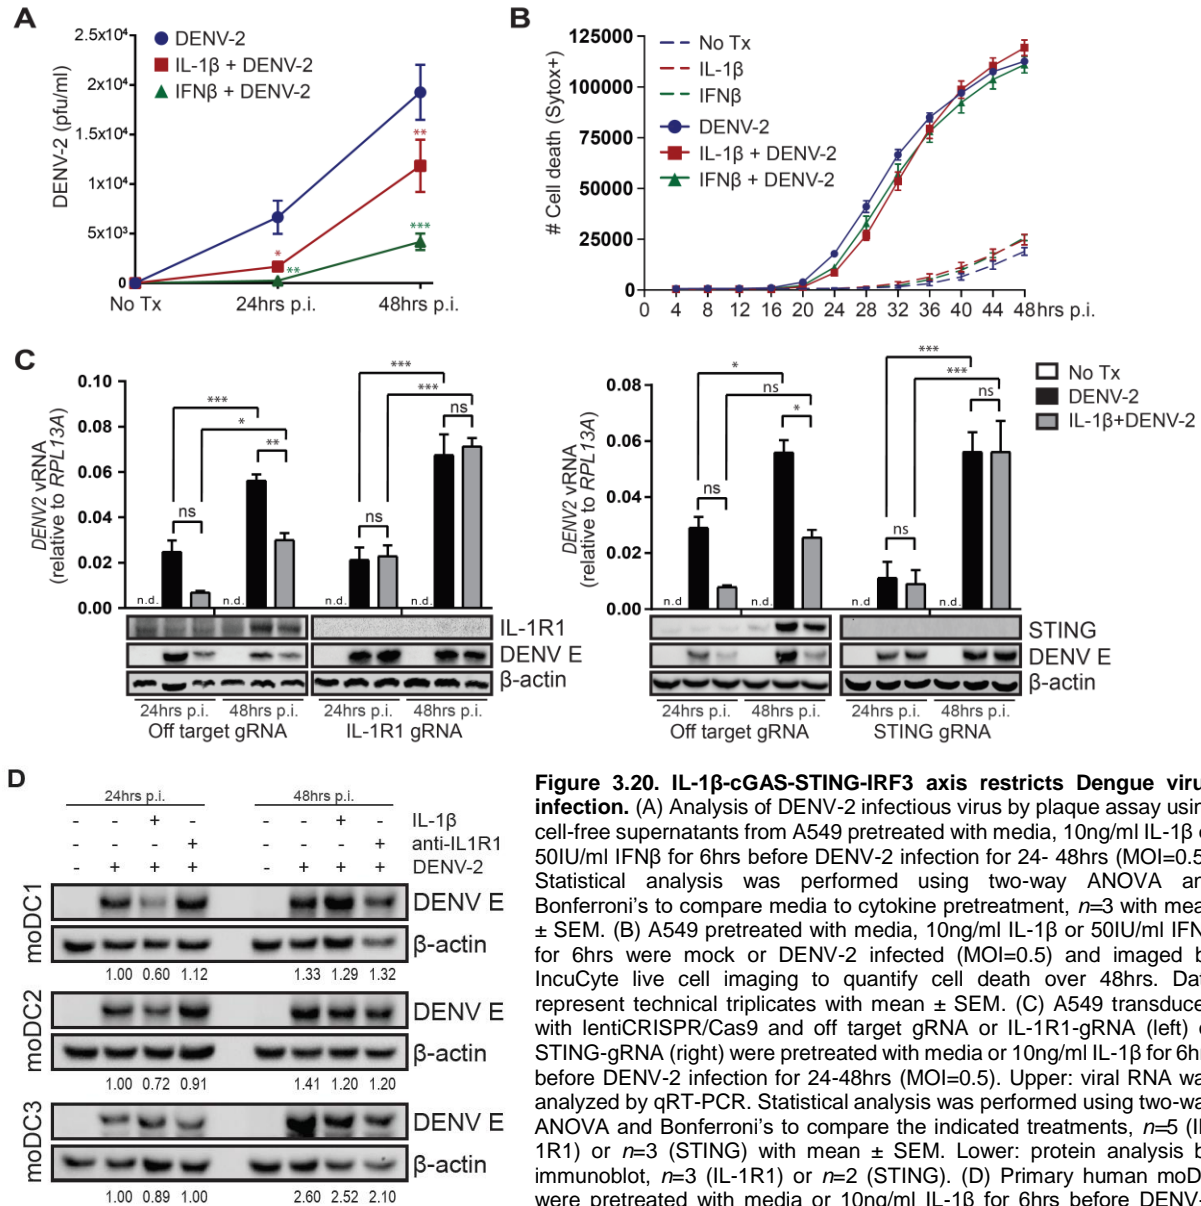 A
2.5x10⁴
2x10⁴
1.5x10⁴
1x10⁴
5x10³
0
DENV-2 (pfu/ml)
DENV-2
IL-1β + DENV-2
IFNβ + DENV-2
**
***
*
**
No Tx 24hrs p.i. 48hrs p.i.
B
125000
100000
75000
50000
25000
0
# Cell death (Sytox+)
No Tx
IL-1β
IFNβ
DENV-2
IL-1β + DENV-2
IFNβ + DENV-2
0 4 8 12 16 20 24 28 32 36 40 44 48hrs p.i.
C
0.10
0.08
0.06
0.04
0.02
0.00
DENV2 vRNA
(relative to RPL13A)
***
***
ns
***
*
**
ns
ns
n.d. n.d. n.d. n.d.
IL-1R1
DENV E
β-actin
24hrs p.i. 48hrs p.i. 24hrs p.i. 48hrs p.i.
Off target gRNA IL-1R1 gRNA
0.08
0.06
0.04
0.02
0.00
DENV2 vRNA
(relative to RPL13A)
***
*
***
ns
ns
*
ns
ns
n.d n.d. n.d n.d.
No Tx
DENV-2
IL-1β+DENV-2
STING
DENV E
β-actin
24hrs p.i. 48hrs p.i. 24hrs p.i. 48hrs p.i.
Off target gRNA STING gRNA
D
24hrs p.i. 48hrs p.i.
- - + - - - + - IL-1β
- - - + - - - + anti-IL1R1
- + + + - + + + DENV-2
moDC1
DENV E
β-actin
1.00 0.60 1.12 1.33 1.29 1.32
moDC2
DENV E
β-actin
1.00 0.72 0.91 1.41 1.20 1.20
moDC3
DENV E
β-actin
1.00 0.89 1.00 2.60 2.52 2.10
Figure 3.20. IL-1β-cGAS-STING-IRF3 axis restricts Dengue viru
infection. (A) Analysis of DENV-2 infectious virus by plaque assay usin
cell-free supernatants from A549 pretreated with media, 10ng/ml IL-1β o
50IU/ml IFNβ for 6hrs before DENV-2 infection for 24- 48hrs (MOI=0.5)
Statistical analysis was performed using two-way ANOVA an
Bonferroni's to compare media to cytokine pretreatment, n=3 with mea
± SEM. (B) A549 pretreated with media, 10ng/ml IL-1β or 50IU/ml IFN
for 6hrs were mock or DENV-2 infected (MOI=0.5) and imaged b
IncuCyte live cell imaging to quantify cell death over 48hrs. Dat
represent technical triplicates with mean ± SEM. (C) A549 transduce
with lentiCRISPR/Cas9 and off target gRNA or IL-1R1-gRNA (left) o
STING-gRNA (right) were pretreated with media or 10ng/ml IL-1β for 6hr
before DENV-2 infection for 24-48hrs (MOI=0.5). Upper: viral RNA wa
analyzed by qRT-PCR. Statistical analysis was performed using two-wa
ANOVA and Bonferroni's to compare the indicated treatments, n=5 (IL
1R1) or n=3 (STING) with mean ± SEM. Lower: protein analysis b
immunoblot, n=3 (IL-1R1) or n=2 (STING). (D) Primary human moD
were pretreated with media or 10ng/ml IL-1β for 6hrs before DENV-